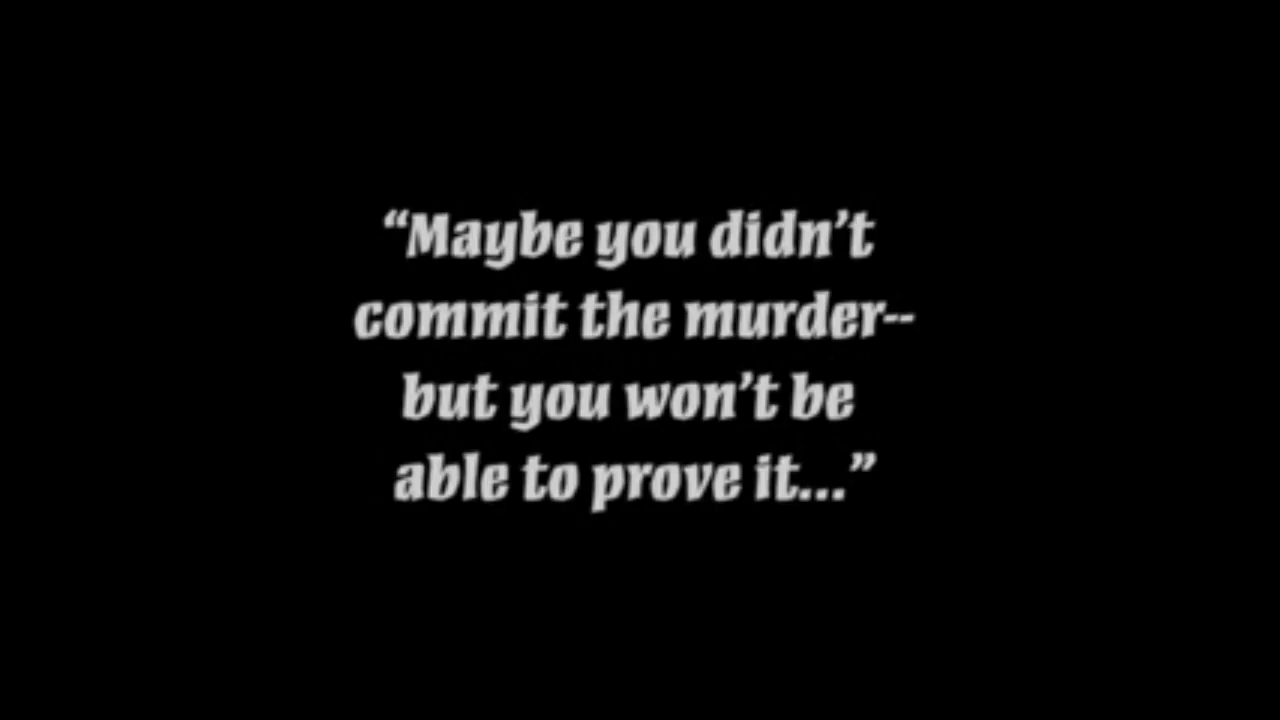 “Maybe you didn’t
commit the murder--
but you won’t be
able to prove it...”